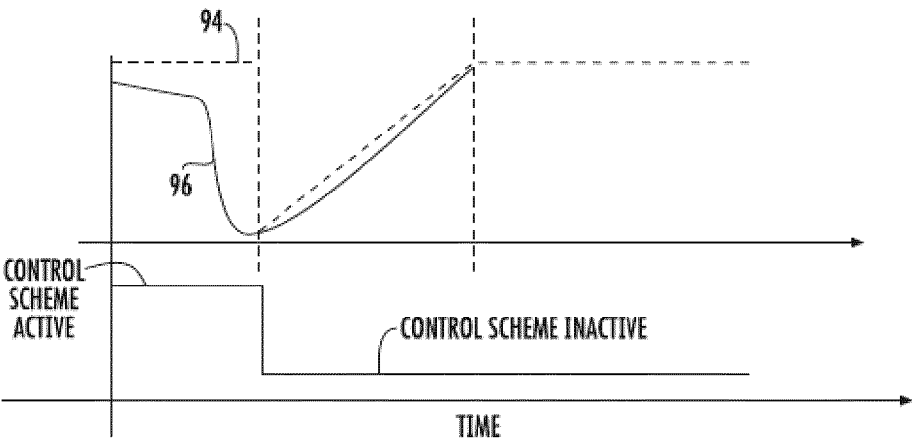 94
96
CONTROL
SCHEME
ACTIVE
CONTROL SCHEME INACTIVE
TIME